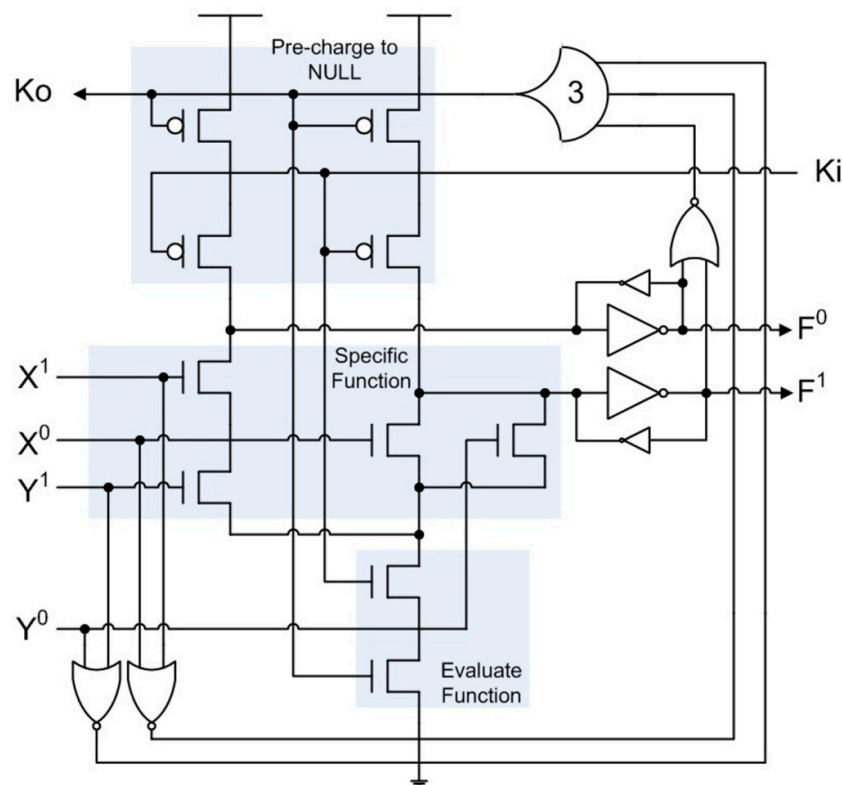 Pre-charge to
NULL
Ko
3
Ki
F⁰
Specific
Function
X¹
F¹
X⁰
Y¹
Y⁰
Evaluate
Function